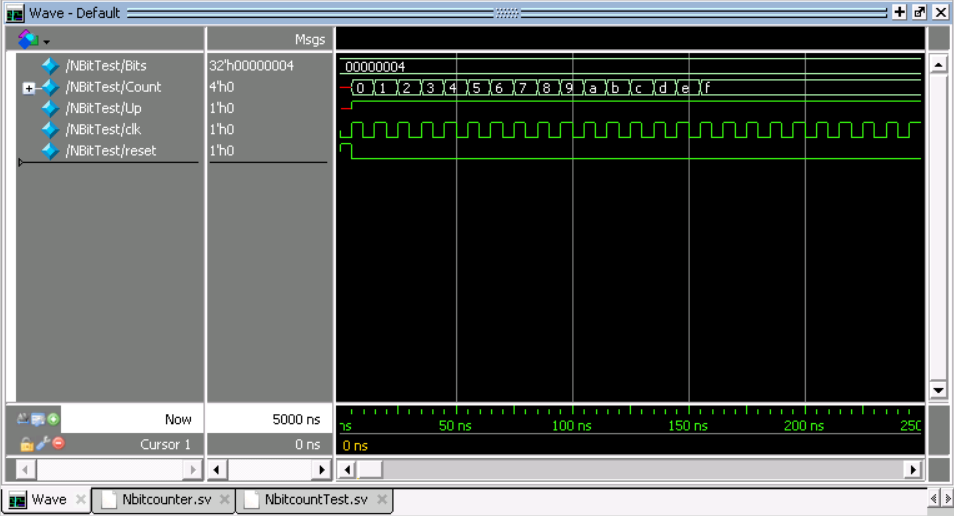 Wave - Default
Msgs
/NBitTest/Bits 32'h00000004 00000004
/NBitTest/Count 4'h0 0 1 2 3 4 5 6 7 8 9 a b c d e f
/NBitTest/Up 1'h0
/NBitTest/clk 1'h0
/NBitTest/reset 1'h0
Now 5000 ns ns 50 ns 100 ns 150 ns 200 ns 250
Cursor 1 0 ns 0 ns
Wave Nbitcounter.sv NbitcountTest.sv